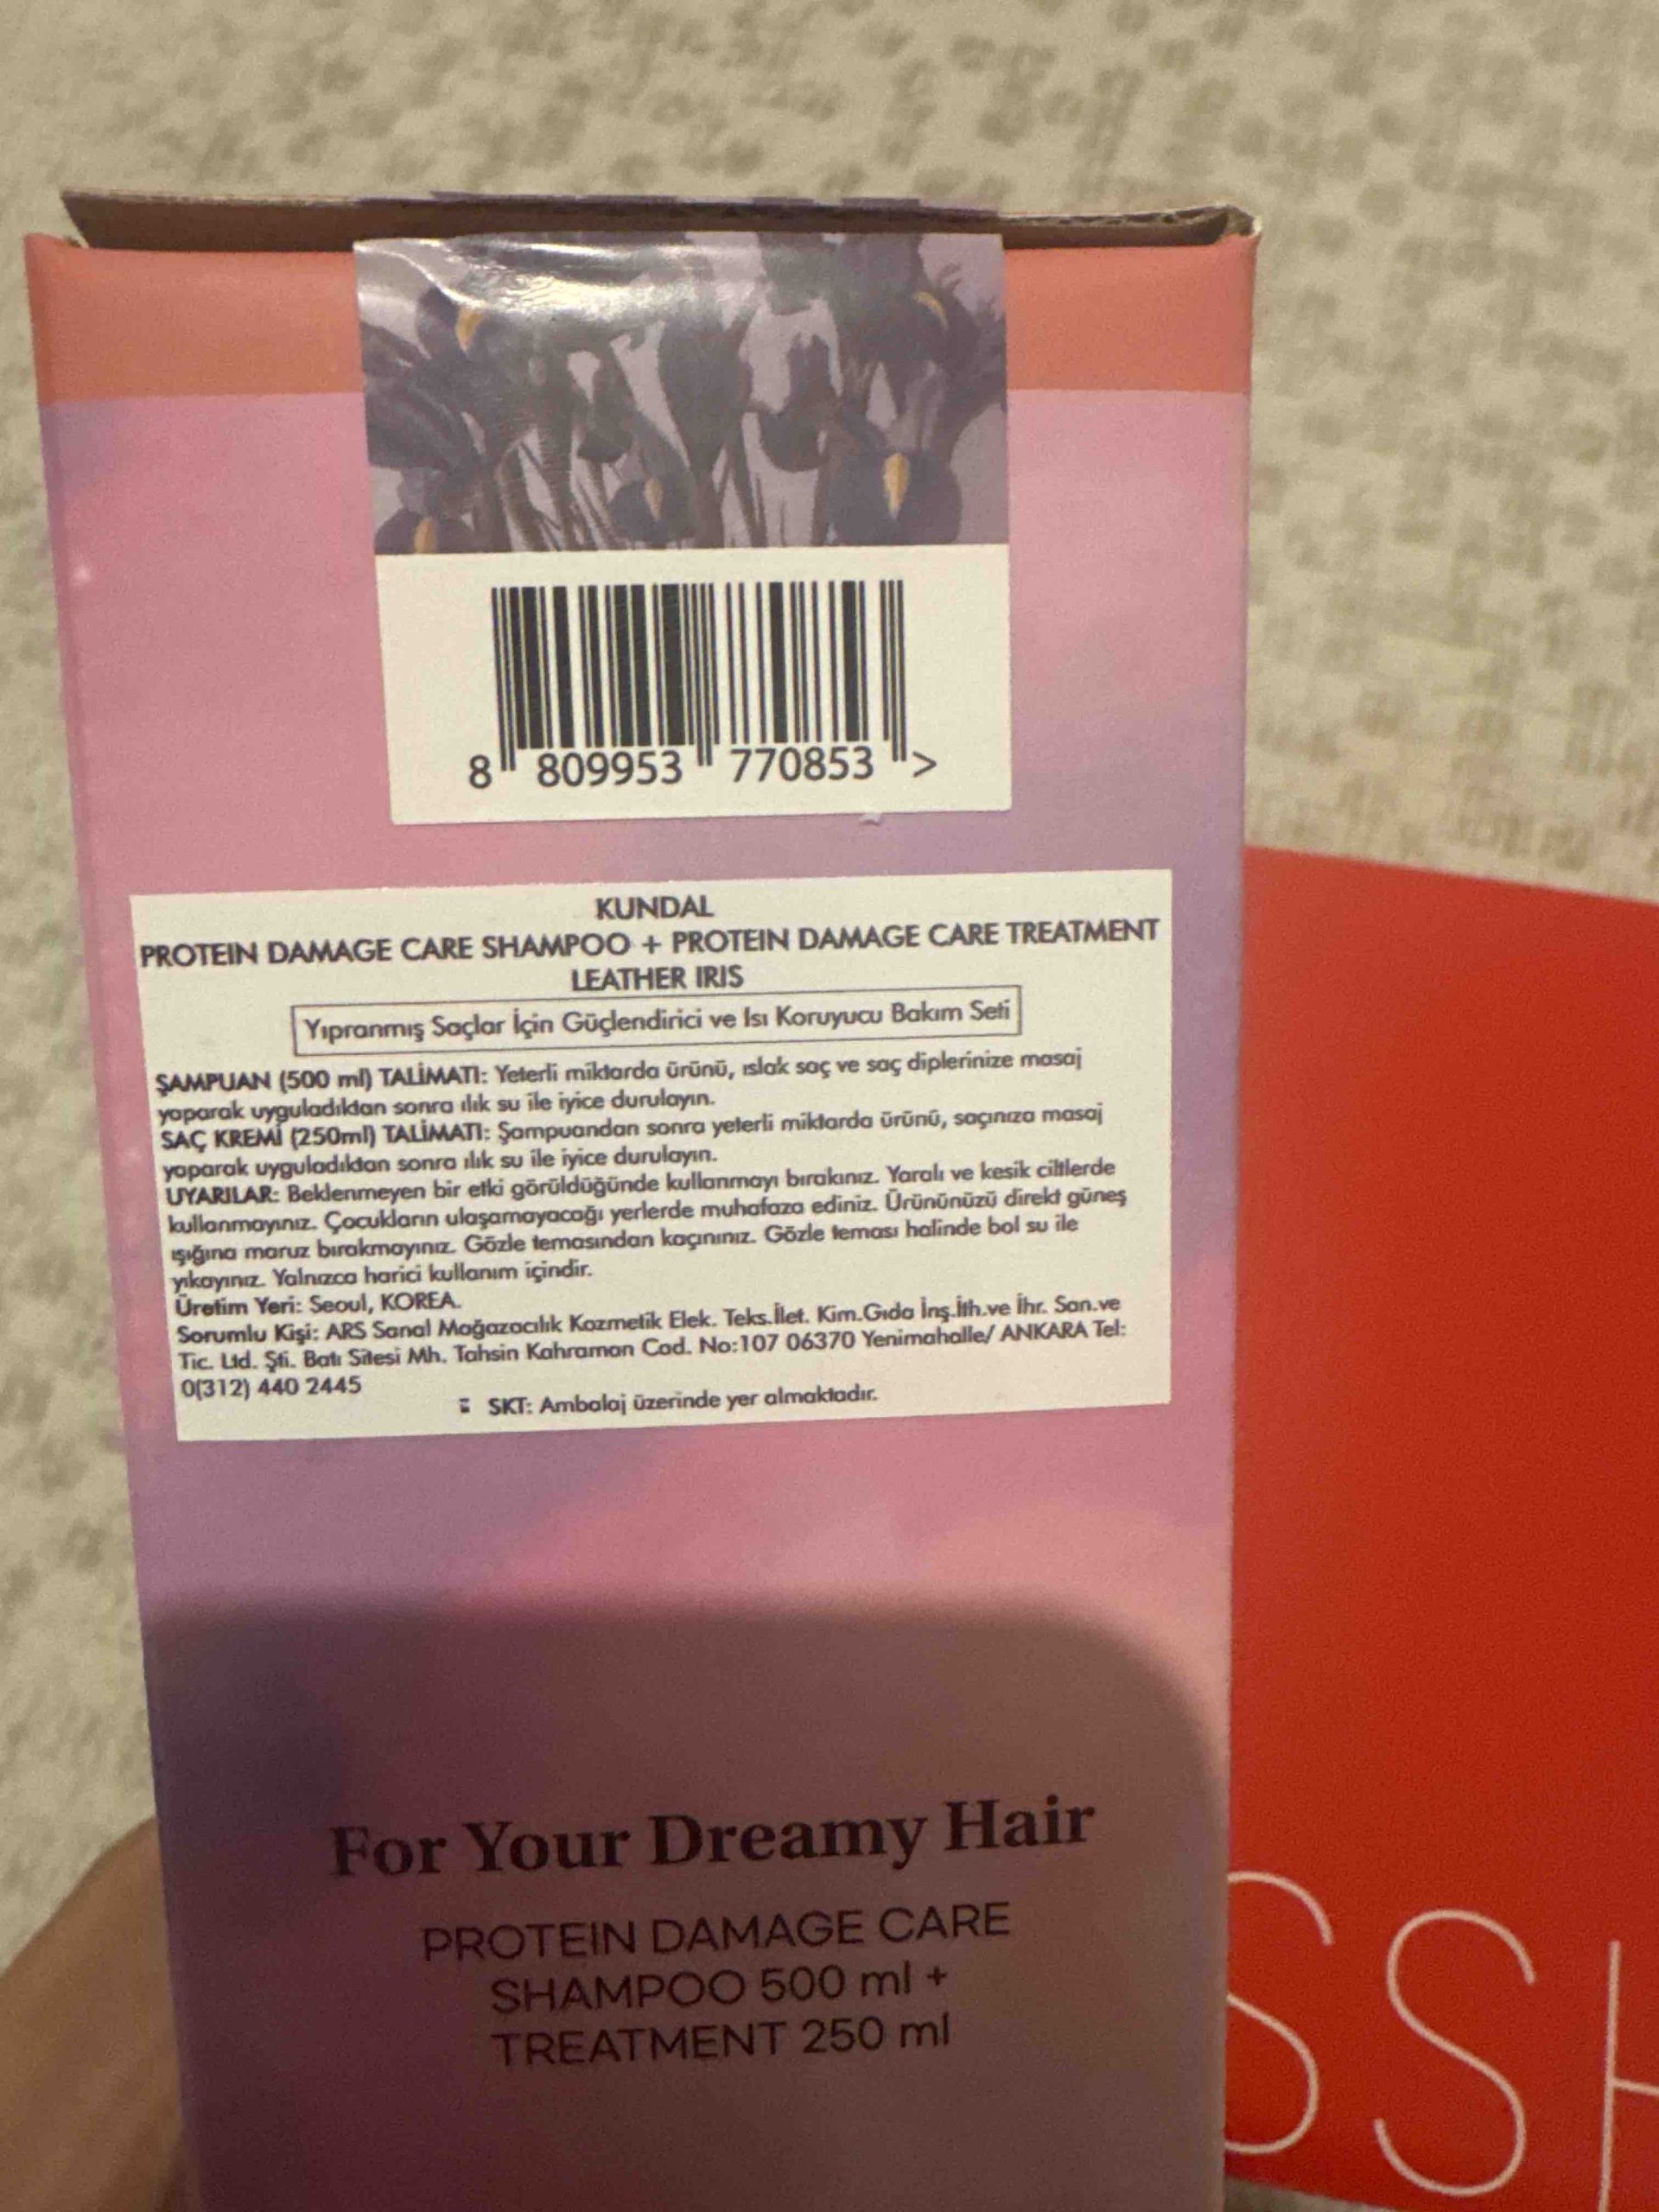 8 809953 770853 >
KUNDAL
PROTEIN DAMAGE CARE SHAMPOO + PROTEIN DAMAGE CARE TREATMENT
LEATHER IRIS
Yıpranmış Saçlar İçin Güçlendirici ve Isı Koruyucu Bakım Seti
ŞAMPUAN (500 ml) TALİMATI: Yeterli miktarda ürünü, ıslak saç ve saç diplerinize masaj
yaparak uyguladıktan sonra ılık su ile iyice durulayın.
SAÇ KREMİ (250ml) TALİMATI: Şampuandan sonra yeterli miktarda ürünü, saçınıza masaj
yaparak uyguladıktan sonra ılık su ile iyice durulayın.
UYARILAR: Beklenmeyen bir etki görüldüğünde kullanmayı bırakınız. Yaralı ve kesik ciltlerde
kullanmayınız. Çocukların ulaşamayacağı yerlerde muhafaza ediniz. Ürününüzü direkt güneş
ışığına maruz bırakmayınız. Gözle temasından kaçınınız. Gözle teması halinde bol su ile
yıkayınız. Yalnızca harici kullanım içindir.
Üretim Yeri: Seoul, KOREA.
Sorumlu Kişi: ARS Sanal Mağazacılık Kozmetik Elek. Teks.İlet. Kim.Gıda İnş.İth.ve İhr. San.ve
Tic. Ltd. Şti. Batı Sitesi Mh. Tahsin Kahraman Cad. No:107 06370 Yenimahalle/ ANKARA Tel:
0(312) 440 2445
SKT: Ambalaj üzerinde yer almaktadır.
For Your Dreamy Hair
PROTEIN DAMAGE CARE
SHAMPOO 500 ml +
TREATMENT 250 ml
SSH